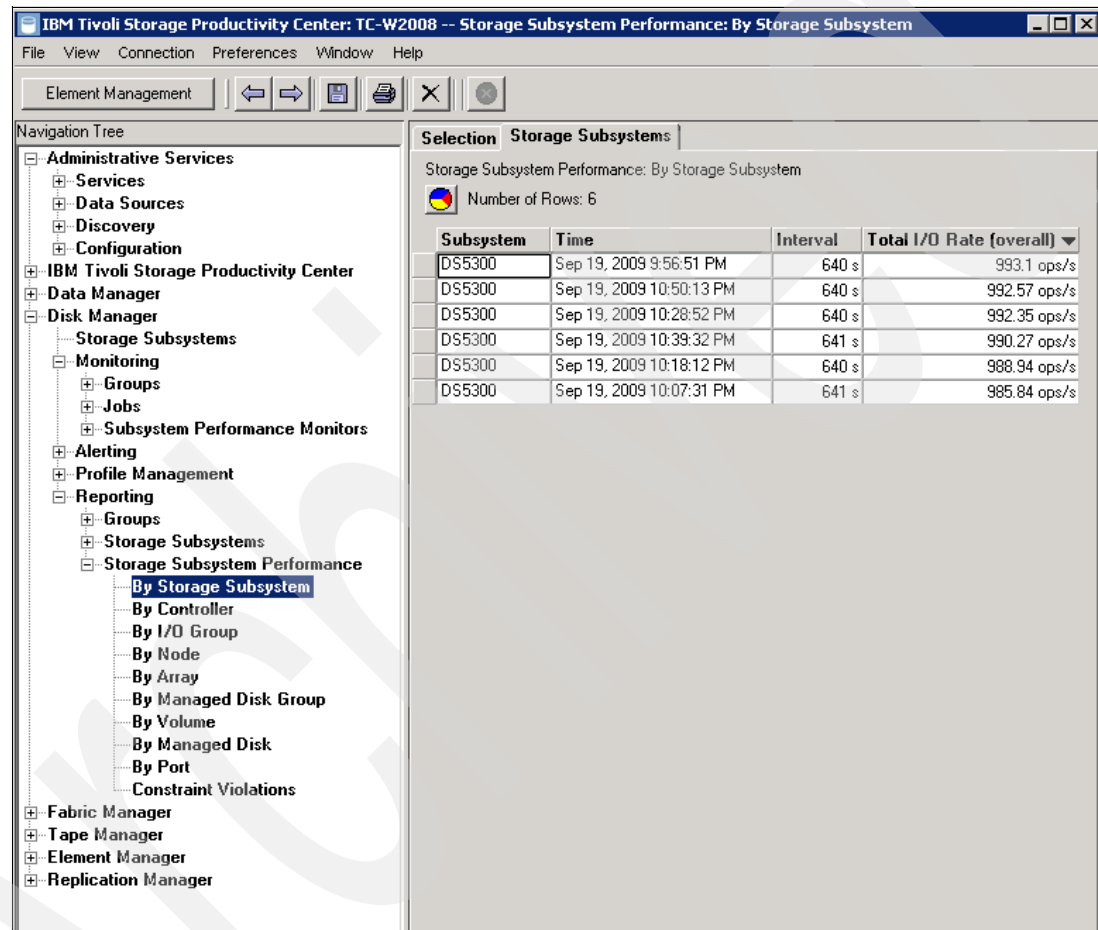 IBM Tivoli Storage Productivity Center: TC-W2008 -- Storage Subsystem Performance: By Storage Subsystem
File View Connection Preferences Window Help
Element Management
Navigation Tree
Administrative Services
Services
Data Sources
Discovery
Configuration
IBM Tivoli Storage Productivity Center
Data Manager
Disk Manager
Storage Subsystems
Monitoring
Groups
Jobs
Subsystem Performance Monitors
Alerting
Profile Management
Reporting
Groups
Storage Subsystems
Storage Subsystem Performance
By Storage Subsystem
By Controller
By I/O Group
By Node
By Array
By Managed Disk Group
By Volume
By Managed Disk
By Port
Constraint Violations
Fabric Manager
Tape Manager
Element Manager
Replication Manager
Selection Storage Subsystems
Storage Subsystem Performance: By Storage Subsystem
Number of Rows: 6
Subsystem Time Interval Total I/O Rate (overall)
DS5300 Sep 19, 2009 9:56:51 PM 640 s 993.1 ops/s
DS5300 Sep 19, 2009 10:50:13 PM 640 s 992.57 ops/s
DS5300 Sep 19, 2009 10:28:52 PM 640 s 992.35 ops/s
DS5300 Sep 19, 2009 10:39:32 PM 641 s 990.27 ops/s
DS5300 Sep 19, 2009 10:18:12 PM 640 s 988.94 ops/s
DS5300 Sep 19, 2009 10:07:31 PM 641 s 985.84 ops/s